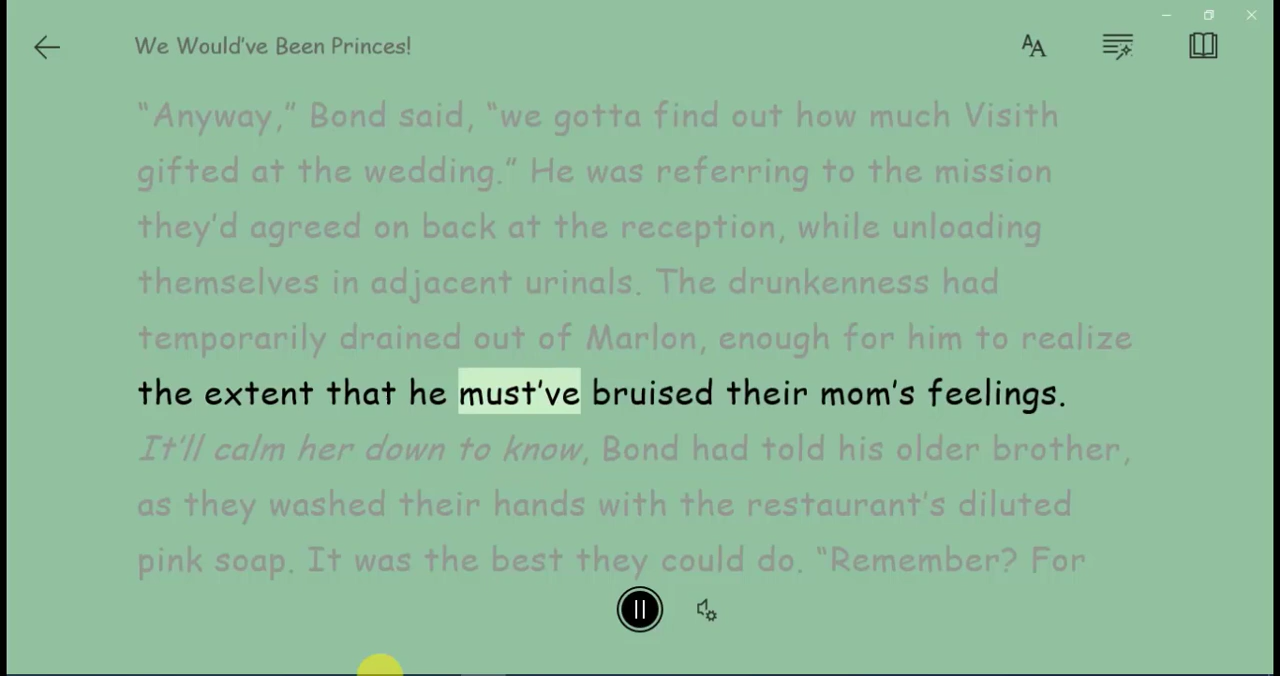 We Would've Been Princes!
AA
“Anyway,” Bond said, “we gotta find out how much Visith
gifted at the wedding.” He was referring to the mission
they’d agreed on back at the reception, while unloading
themselves in adjacent urinals. The drunkenness had
temporarily drained out of Marlon, enough for him to realize
the extent that he must’ve bruised their mom’s feelings.
It’ll calm her down to know, Bond had told his older brother,
as they washed their hands with the restaurant’s diluted
pink soap. It was the best they could do. “Remember? For